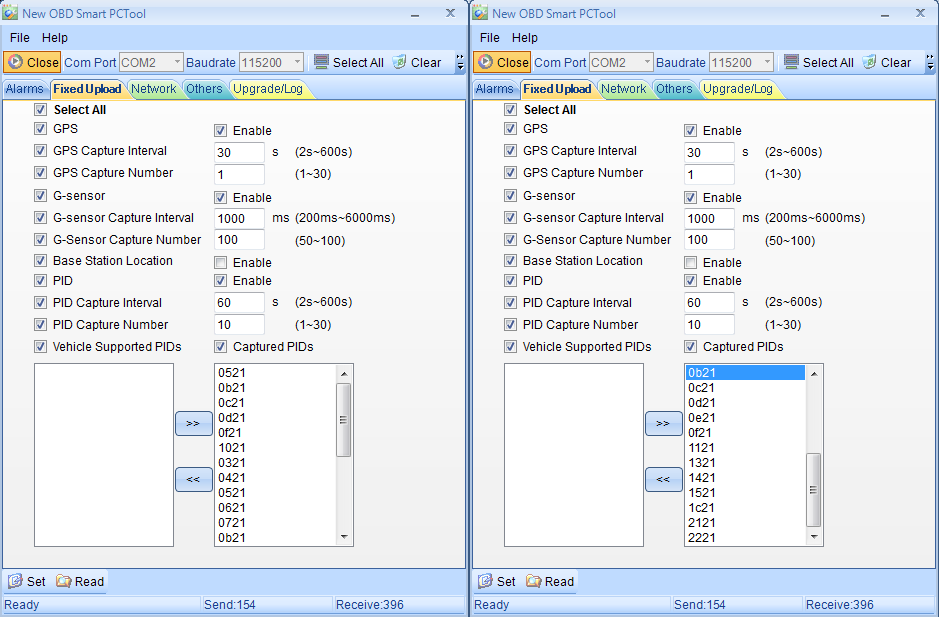 New OBD Smart PCTool
File Help
Close Com Port COM2 Baudrate 115200 Select All Clear
Alarms Fixed Upload Network Others Upgrade/Log
Select All
GPS Enable
GPS Capture Interval 30 s (2s~600s)
GPS Capture Number 1 (1~30)
G-sensor Enable
G-sensor Capture Interval 1000 ms (200ms~6000ms)
G-Sensor Capture Number 100 (50~100)
Base Station Location Enable
PID Enable
PID Capture Interval 60 s (2s~600s)
PID Capture Number 10 (1~30)
Vehicle Supported PIDs Captured PIDs
0521
0b21
0c21
0d21
0f21
1021
0321
0421
0521
0621
0721
0b21
>>
<<
Set Read
Ready Send:154 Receive:396
New OBD Smart PCTool
File Help
Close Com Port COM2 Baudrate 115200 Select All Clear
Alarms Fixed Upload Network Others Upgrade/Log
Select All
GPS Enable
GPS Capture Interval 30 s (2s~600s)
GPS Capture Number 1 (1~30)
G-sensor Enable
G-sensor Capture Interval 1000 ms (200ms~6000ms)
G-Sensor Capture Number 100 (50~100)
Base Station Location Enable
PID Enable
PID Capture Interval 60 s (2s~600s)
PID Capture Number 10 (1~30)
Vehicle Supported PIDs Captured PIDs
0b21
0c21
0d21
0e21
0f21
1121
1321
1421
1521
1c21
2121
2221
>>
<<
Set Read
Ready Send:154 Receive:396